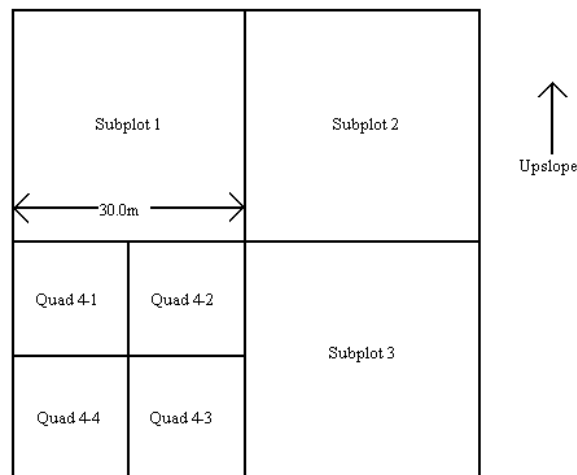 Subplot 1
Subplot 2
Upslope
30.0m
Quad 4-1
Quad 4-2
Subplot 3
Quad 4-4
Quad 4-3